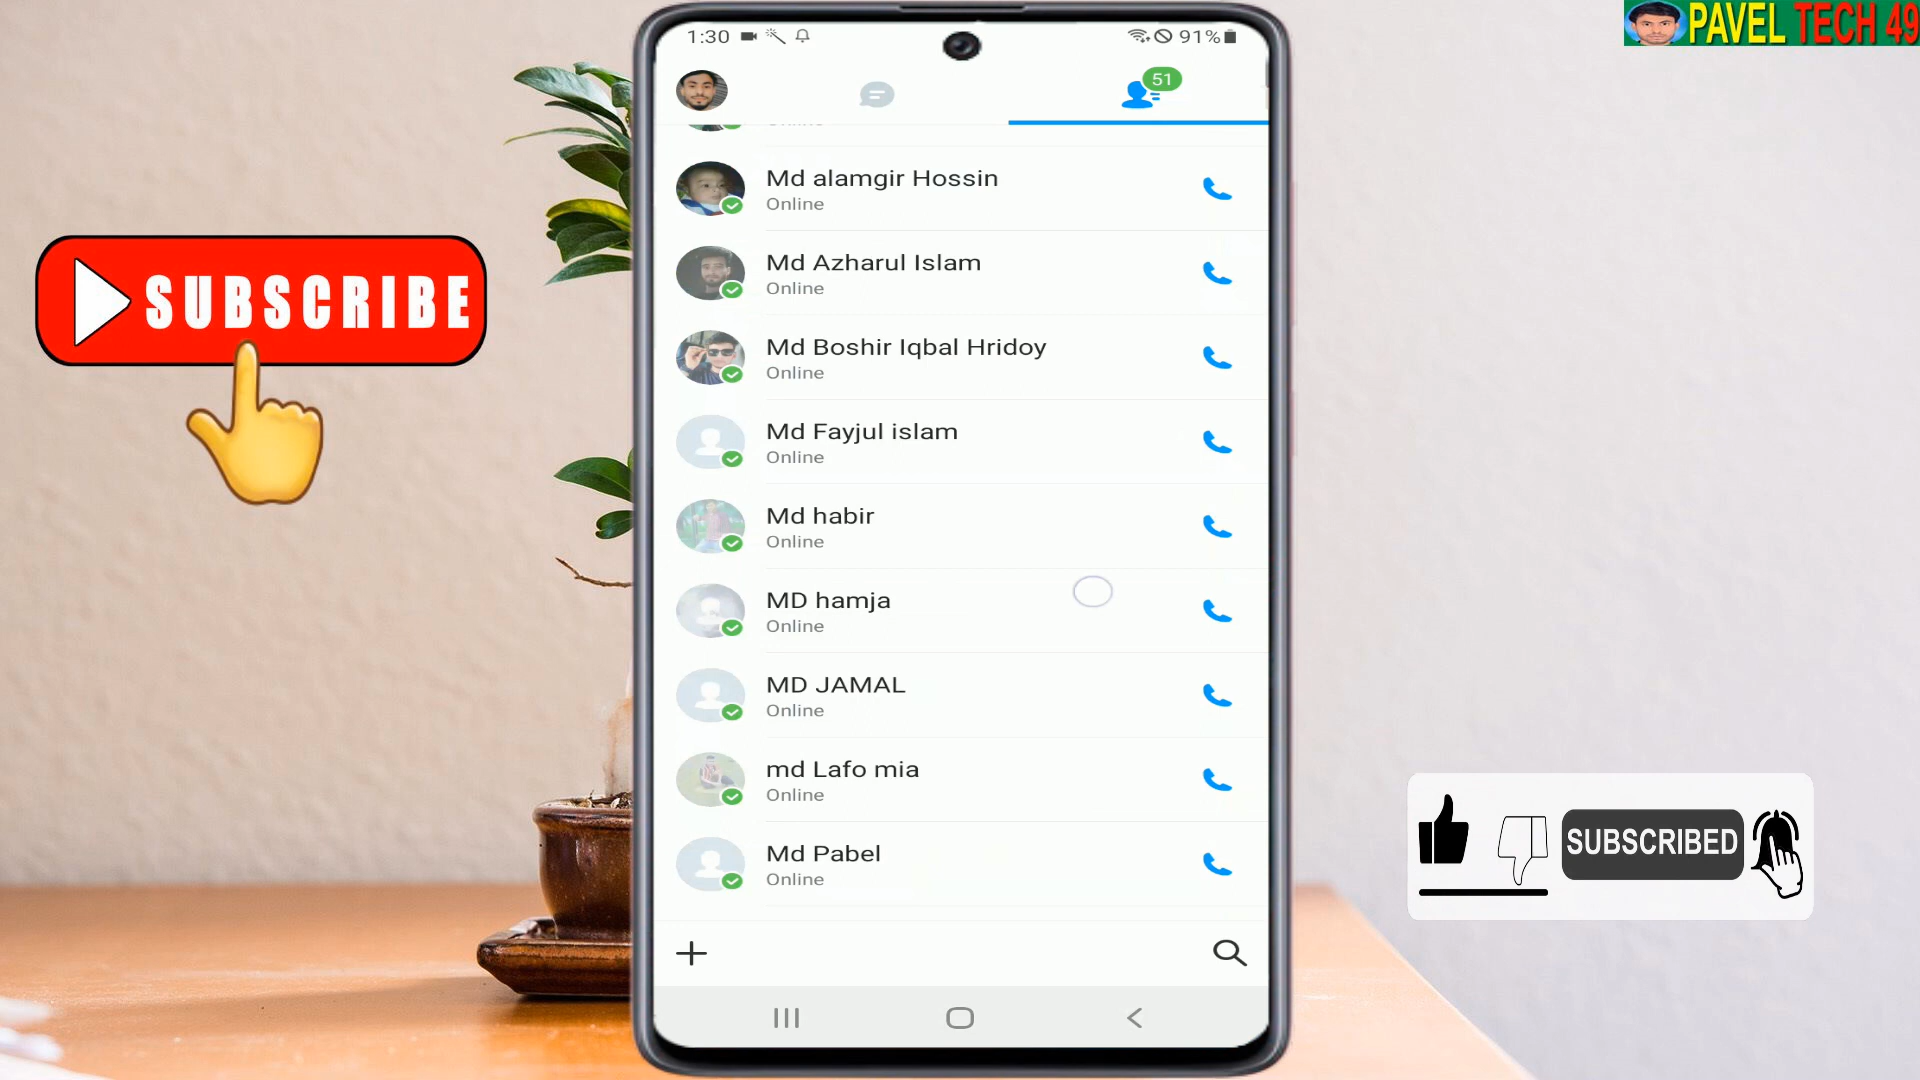 PAVEL TECH 49
1:30
91%
51
Md alamgir Hossin
Online
Md Azharul Islam
Online
Md Boshir Iqbal Hridoy
Online
Md Fayjul islam
Online
Md habir
Online
MD hamja
Online
MD JAMAL
Online
md Lafo mia
Online
Md Pabel
Online
SUBSCRIBE
SUBSCRIBED